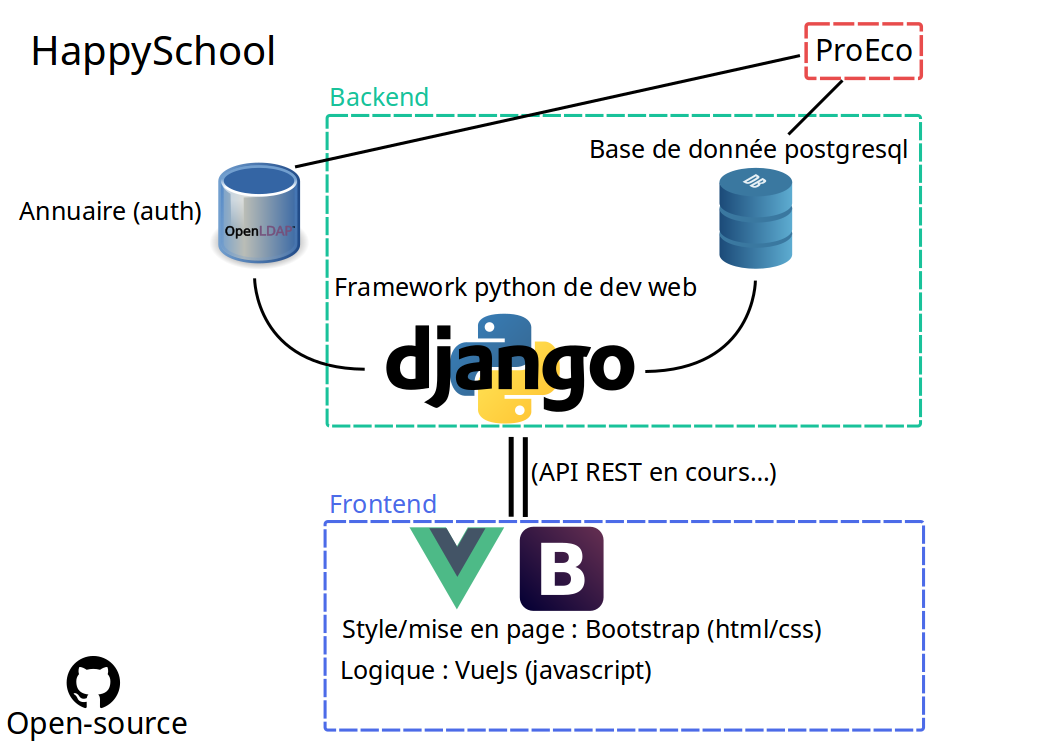 HappySchool
ProEco
Backend
Base de donnée postgresql
DB
Annuaire (auth)
OpenLDAP
Framework python de dev web
django
(API REST en cours...)
Frontend
B
Style/mise en page : Bootstrap (html/css)
Logique : VueJs (javascript)
Open-source